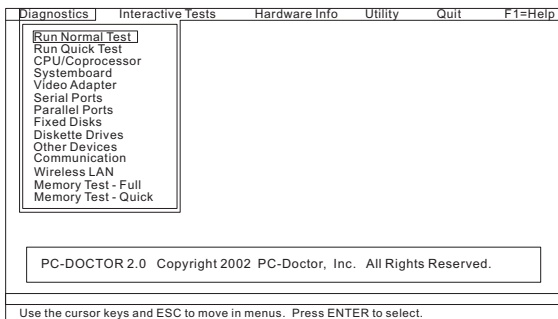 Diagnostics Interactive Tests Hardware Info Utility Quit F1=Help
Run Normal Test
Run Quick Test
CPU/Coprocessor
Systemboard
Video Adapter
Serial Ports
Parallel Ports
Fixed Disks
Diskette Drives
Other Devices
Communication
Wireless LAN
Memory Test - Full
Memory Test - Quick
PC-DOCTOR 2.0 Copyright 2002 PC-Doctor, Inc. All Rights Reserved.
Use the cursor keys and ESC to move in menus. Press ENTER to select.